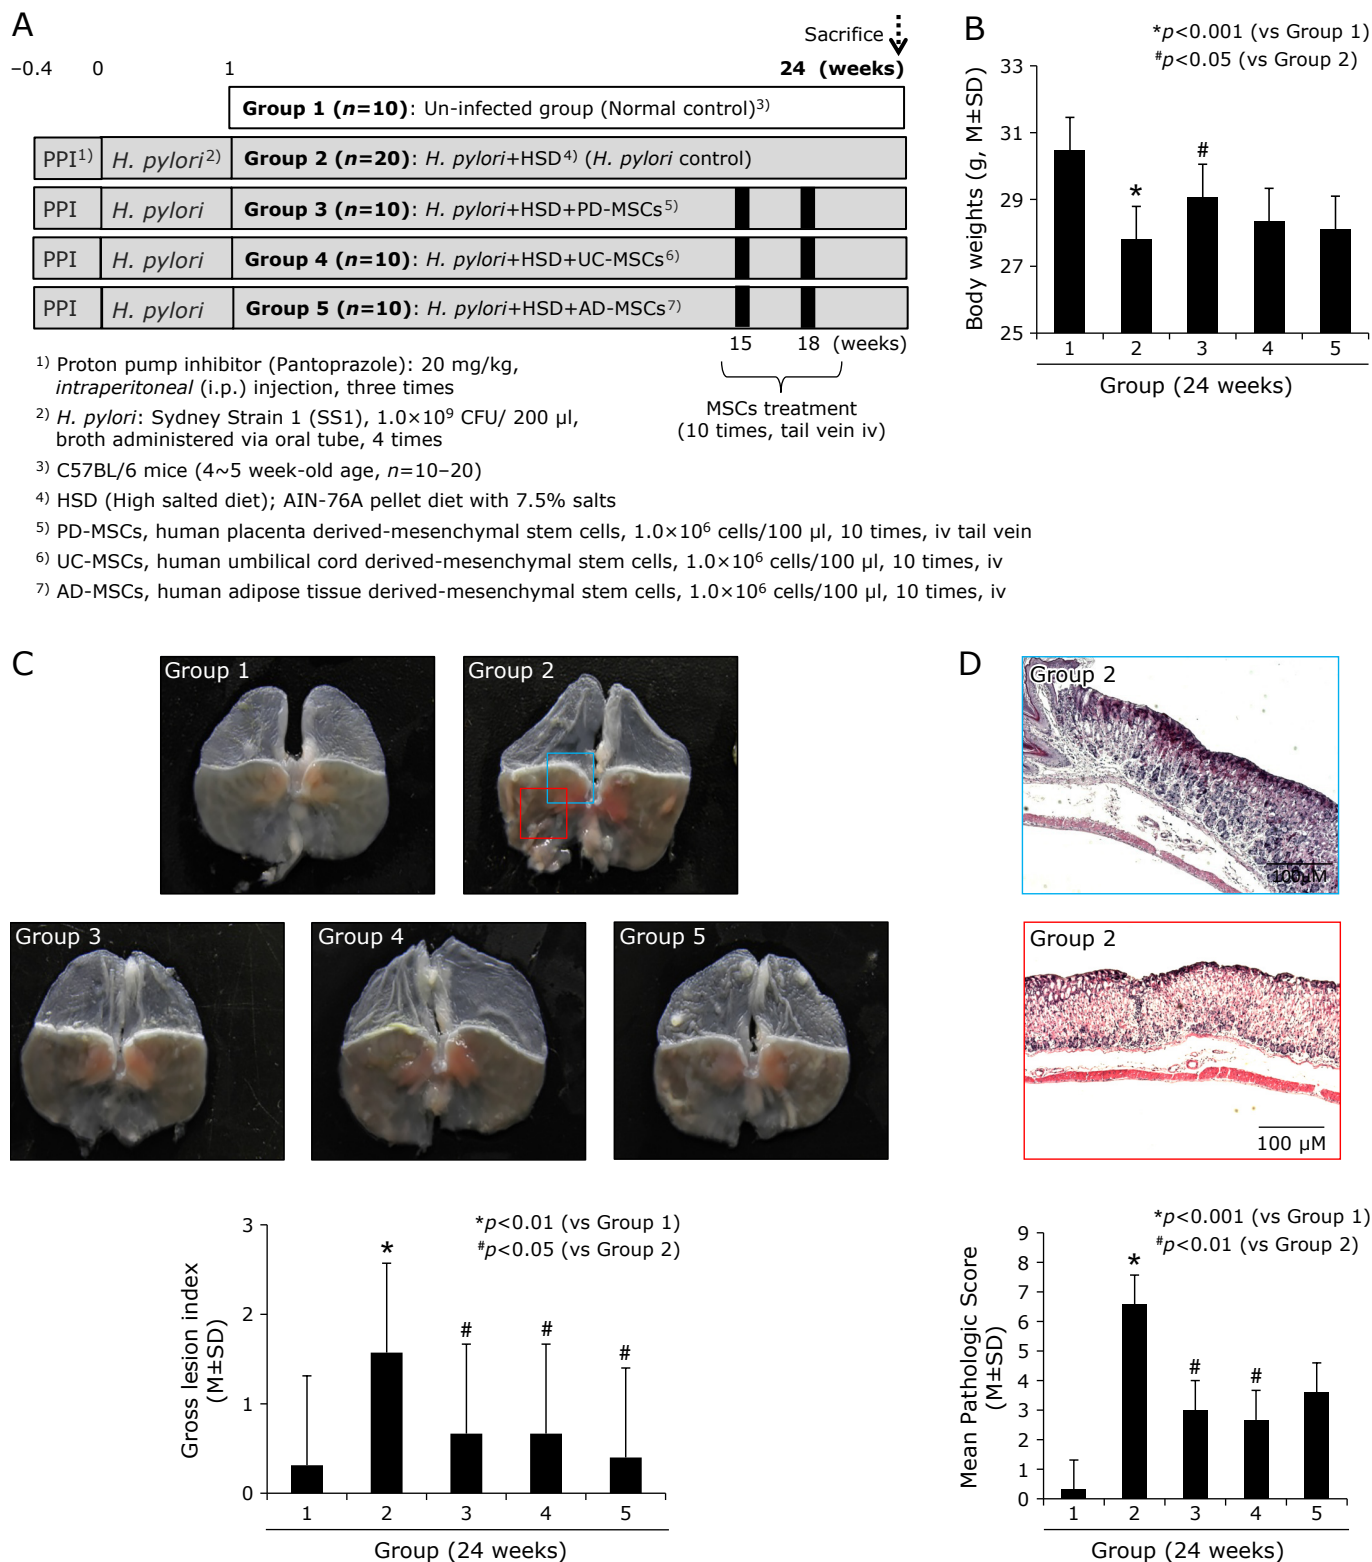 A
Sacrifice
−0.4 0 1 24 (weeks)
Group 1 (n=10): Un-infected group (Normal control)3)
PPI1) H. pylori2) Group 2 (n=20): H. pylori+HSD4) (H. pylori control)
PPI H. pylori Group 3 (n=10): H. pylori+HSD+PD-MSCs5)
PPI H. pylori Group 4 (n=10): H. pylori+HSD+UC-MSCs6)
PPI H. pylori Group 5 (n=10): H. pylori+HSD+AD-MSCs7)
15 18 (weeks)
MSCs treatment
(10 times, tail vein iv)
1) Proton pump inhibitor (Pantoprazole): 20 mg/kg,
intraperitoneal (i.p.) injection, three times
2) H. pylori: Sydney Strain 1 (SS1), 1.0×10⁹ CFU/ 200 µl,
broth administered via oral tube, 4 times
3) C57BL/6 mice (4~5 week-old age, n=10–20)
4) HSD (High salted diet); AIN-76A pellet diet with 7.5% salts
5) PD-MSCs, human placenta derived-mesenchymal stem cells, 1.0×10⁶ cells/100 µl, 10 times, iv tail vein
6) UC-MSCs, human umbilical cord derived-mesenchymal stem cells, 1.0×10⁶ cells/100 µl, 10 times, iv
7) AD-MSCs, human adipose tissue derived-mesenchymal stem cells, 1.0×10⁶ cells/100 µl, 10 times, iv
B
*p<0.001 (vs Group 1)
#p<0.05 (vs Group 2)
Body weights (g, M±SD)
33
31
29
27
25
* #
1 2 3 4 5
Group (24 weeks)
C
Group 1
Group 2
Group 3
Group 4
Group 5
*p<0.01 (vs Group 1)
#p<0.05 (vs Group 2)
Gross lesion index
(M±SD)
3
2
1
0
* # # #
1 2 3 4 5
Group (24 weeks)
D
Group 2
100µM
Group 2
100 µM
*p<0.001 (vs Group 1)
#p<0.01 (vs Group 2)
Mean Pathologic Score
(M±SD)
9
8
7
6
5
4
3
2
1
0
* # #
1 2 3 4 5
Group (24 weeks)